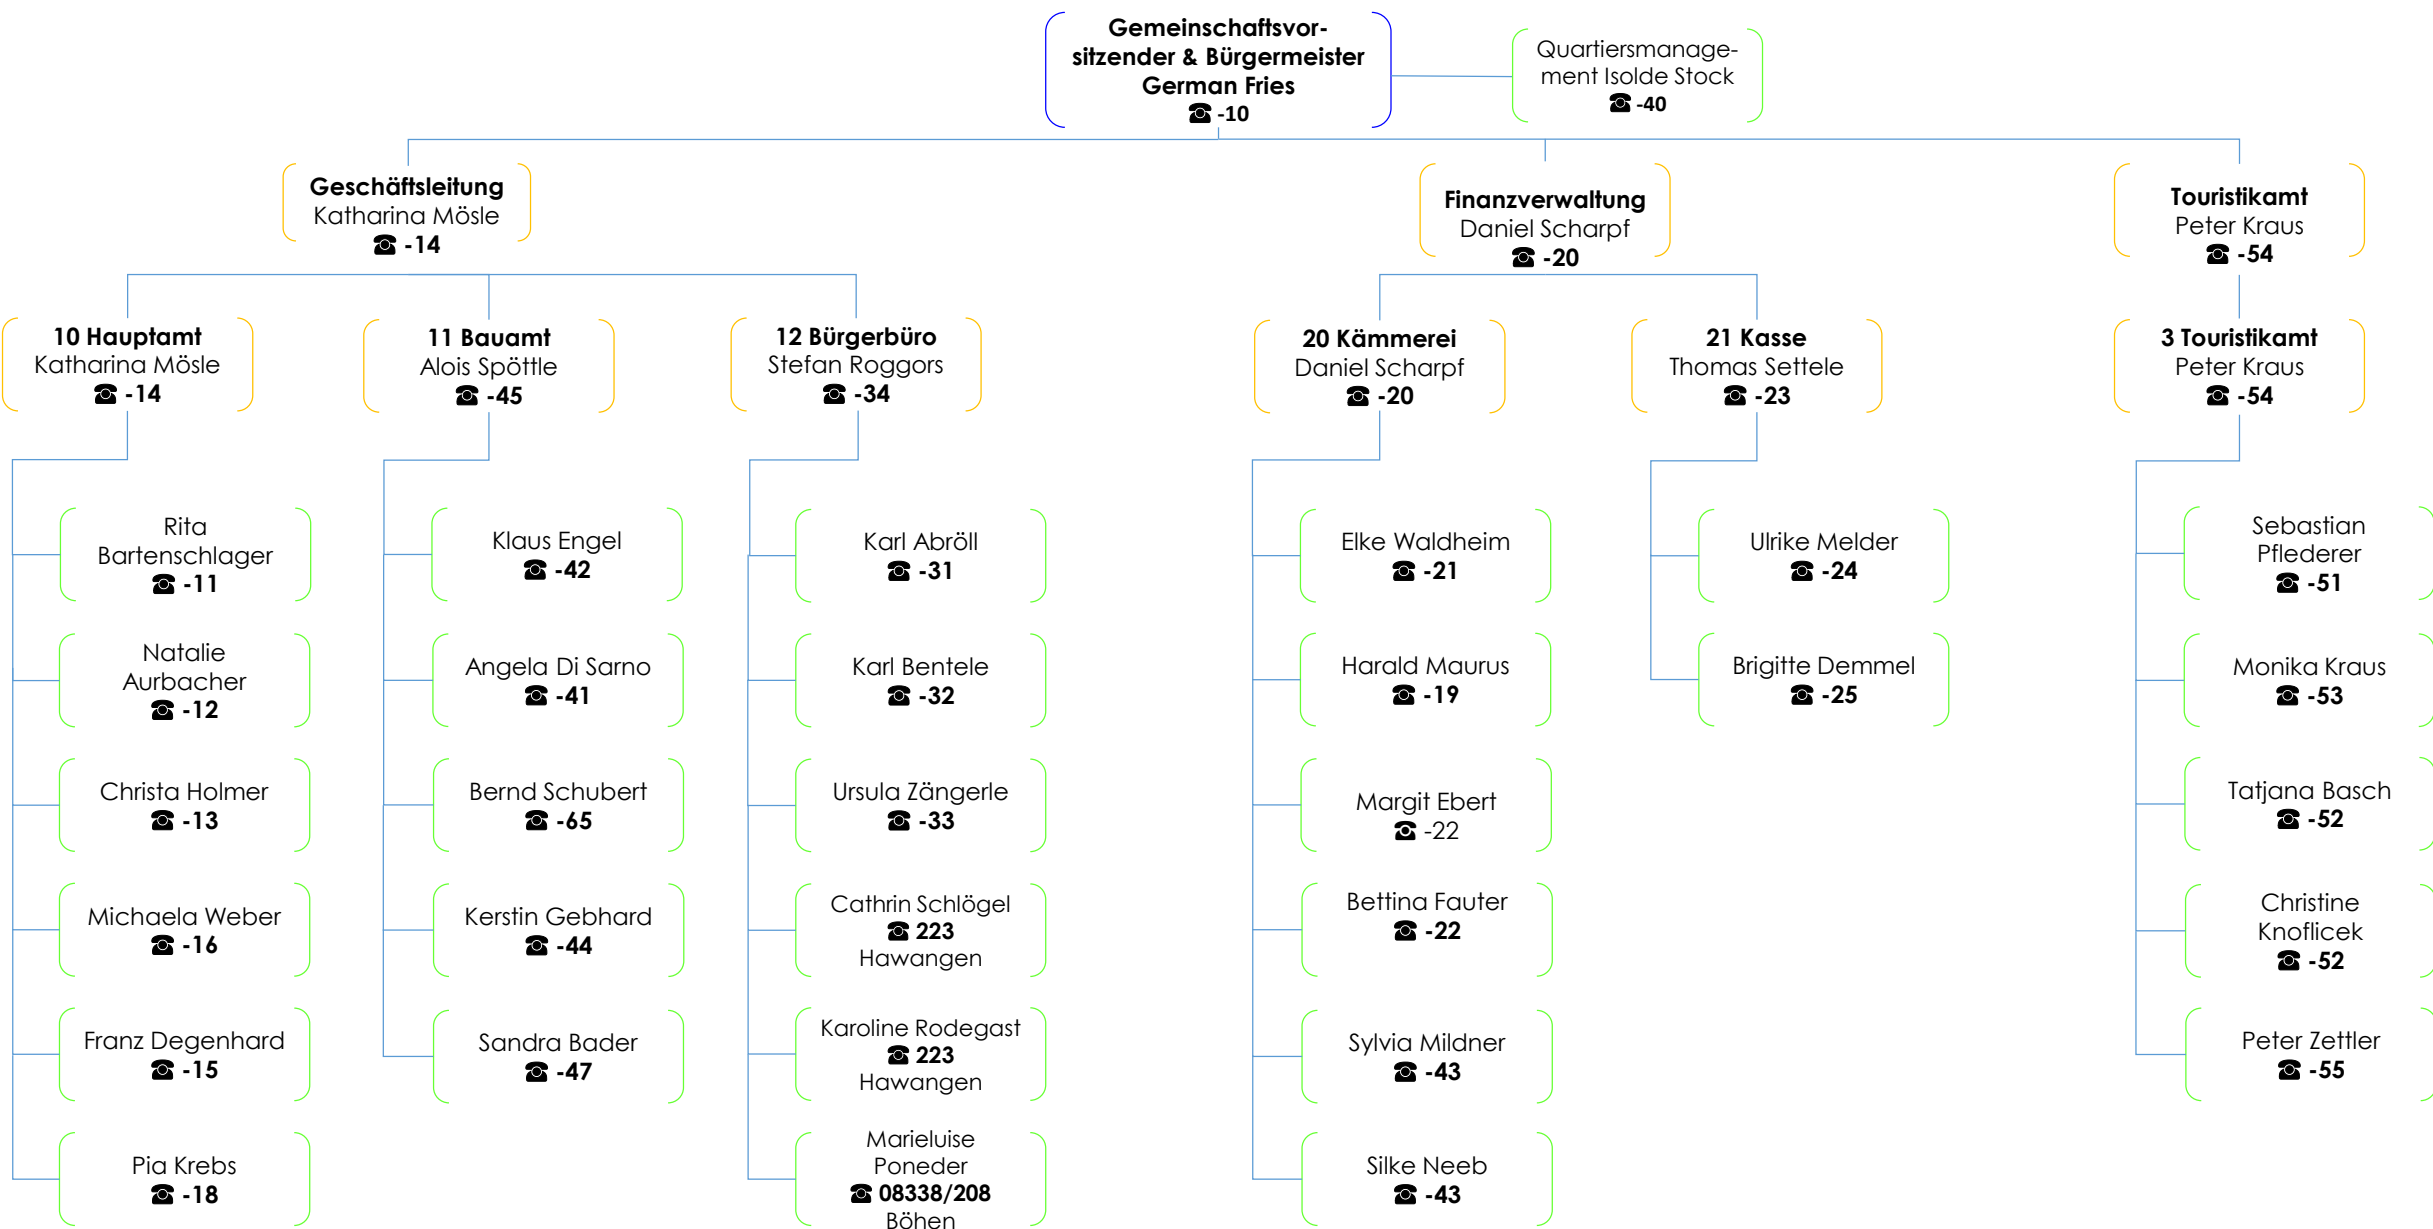 Gemeinschaftsvor-
sitzender & Bürgermeister
German Fries
☎ -10
Quartiersmanage-
ment Isolde Stock
☎ -40
Geschäftsleitung
Katharina Mösle
☎ -14
Finanzverwaltung
Daniel Scharpf
☎ -20
Touristikamt
Peter Kraus
☎ -54
10 Hauptamt
Katharina Mösle
☎ -14
11 Bauamt
Alois Spöttle
☎ -45
12 Bürgerbüro
Stefan Roggors
☎ -34
20 Kämmerei
Daniel Scharpf
☎ -20
21 Kasse
Thomas Settele
☎ -23
3 Touristikamt
Peter Kraus
☎ -54
Rita
Bartenschlager
☎ -11
Natalie
Aurbacher
☎ -12
Christa Holmer
☎ -13
Michaela Weber
☎ -16
Franz Degenhard
☎ -15
Pia Krebs
☎ -18
Klaus Engel
☎ -42
Angela Di Sarno
☎ -41
Bernd Schubert
☎ -65
Kerstin Gebhard
☎ -44
Sandra Bader
☎ -47
Karl Abröll
☎ -31
Karl Bentele
☎ -32
Ursula Zängerle
☎ -33
Cathrin Schlögel
☎ 223
Hawangen
Karoline Rodegast
☎ 223
Hawangen
Marieluise
Poneder
☎ 08338/208
Böhen
Elke Waldheim
☎ -21
Harald Maurus
☎ -19
Margit Ebert
☎ -22
Bettina Fauter
☎ -22
Sylvia Mildner
☎ -43
Silke Neeb
☎ -43
Ulrike Melder
☎ -24
Brigitte Demmel
☎ -25
Sebastian
Pflederer
☎ -51
Monika Kraus
☎ -53
Tatjana Basch
☎ -52
Christine
Knoflicek
☎ -52
Peter Zettler
☎ -55